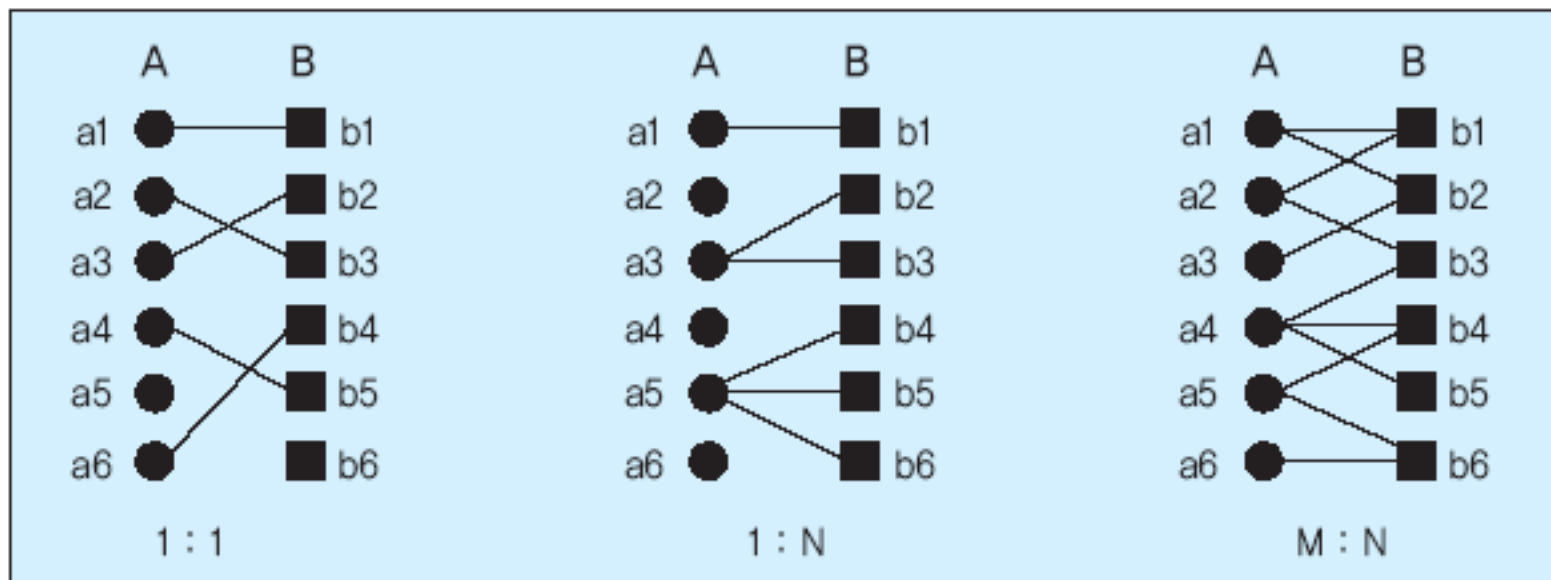 A B A B A B
a1 b1 a1 b1 a1 b1
a2 b2 a2 b2 a2 b2
a3 b3 a3 b3 a3 b3
a4 b4 a4 b4 a4 b4
a5 b5 a5 b5 a5 b5
a6 b6 a6 b6 a6 b6
1 : 1 1 : N M : N